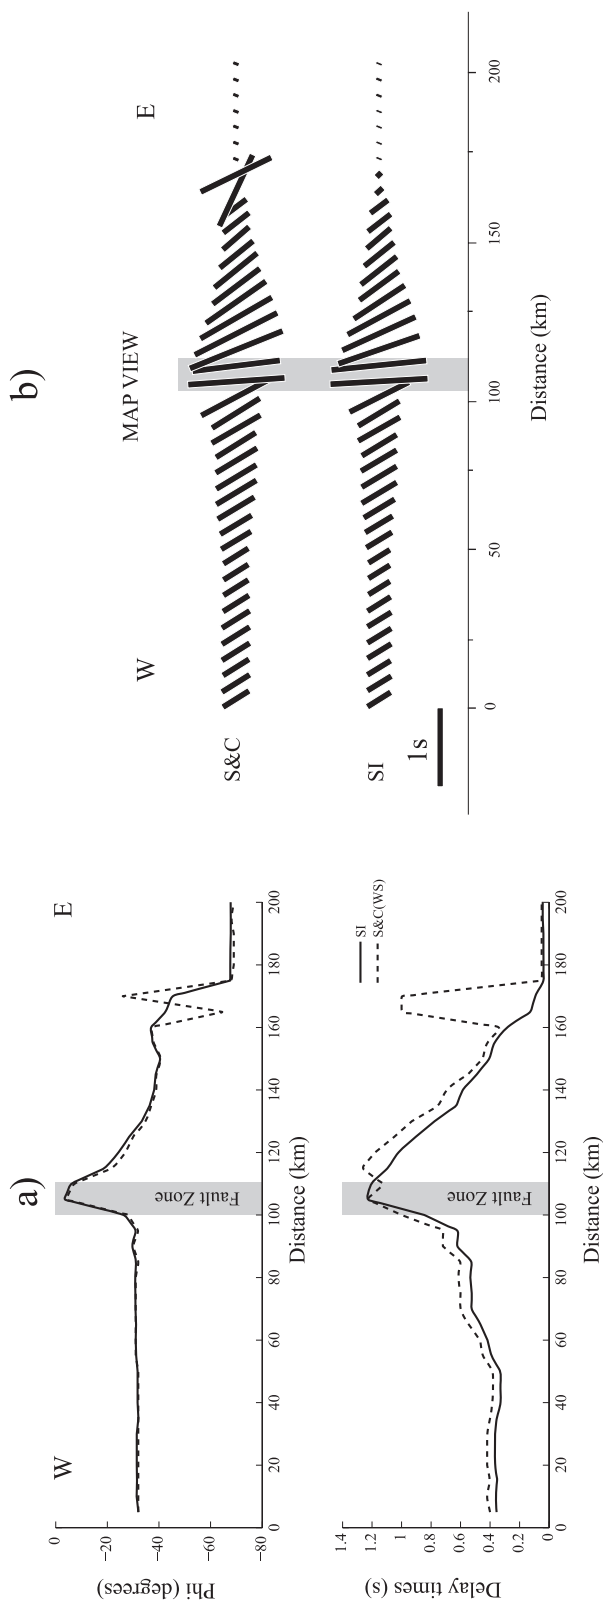 a)
W
E
0
−20
−40
−60
−80
Phi (degrees)
Fault Zone
0 20 40 60 80 100 120 140 160 180 200
Distance (km)
SI
S&C(WS)
1.4
1.2
1
0.8
0.6
0.4
0.2
0
Delay times (s)
Fault Zone
0 20 40 60 80 100 120 140 160 180 200
Distance (km)
b)
MAP VIEW
W
E
S&C
SI
1s
0 50 100 150 200
Distance (km)